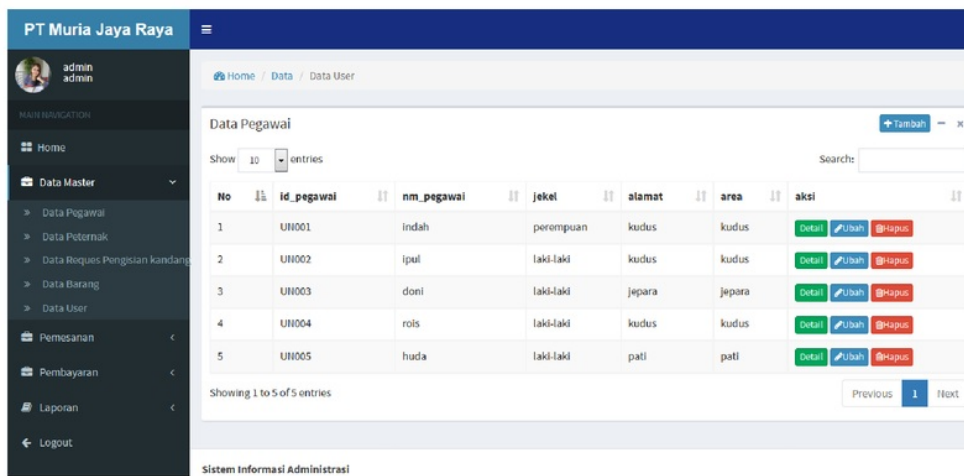 PT Muria Jaya Raya
admin
admin
MAIN NAVIGATION
Home
Data Master
» Data Pegawai
» Data Peternak
» Data Reques Pengisian kandang
» Data Barang
» Data User
Pemesanan
Pembayaran
Laporan
Logout
Home / Data / Data User
Data Pegawai
+Tambah
Show 10 entries
Search:
No id_pegawai nm_pegawai jekel alamat area aksi
1 UN001 indah perempuan kudus kudus Detail Ubah Hapus
2 UN002 ipul laki-laki kudus kudus Detail Ubah Hapus
3 UN003 doni laki-laki jepara jepara Detail Ubah Hapus
4 UN004 rois laki-laki kudus kudus Detail Ubah Hapus
5 UN005 huda laki-laki pati pati Detail Ubah Hapus
Showing 1 to 5 of 5 entries
Previous 1 Next
Sistem Informasi Administrasi